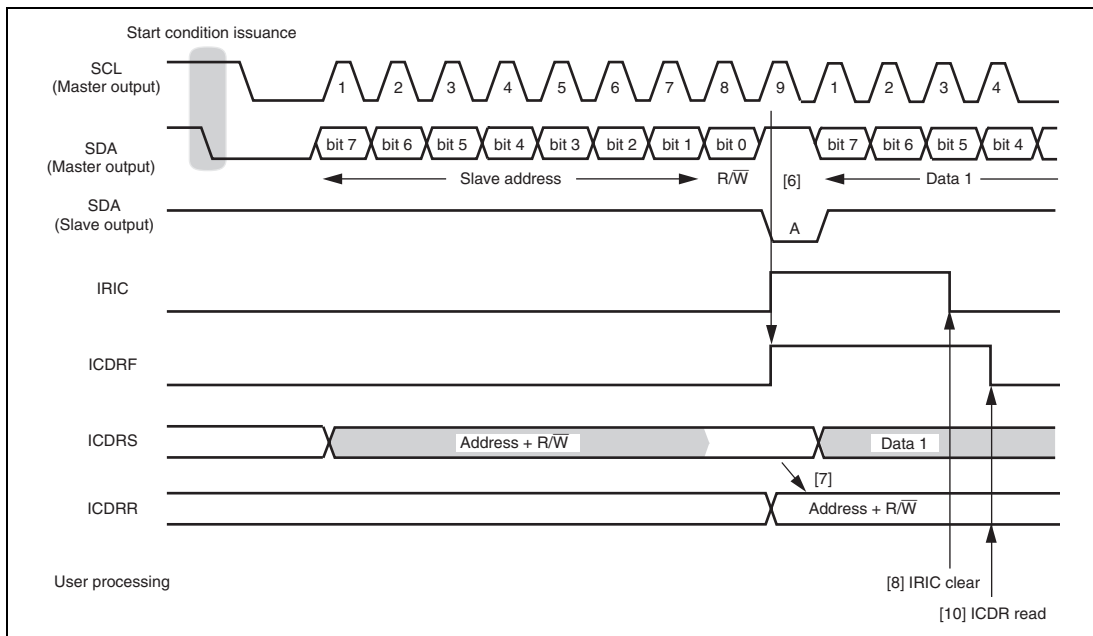 Start condition issuance
SCL
(Master output)
1 2 3 4 5 6 7 8 9 1 2 3 4
SDA
(Master output)
bit 7 bit 6 bit 5 bit 4 bit 3 bit 2 bit 1 bit 0 bit 7 bit 6 bit 5 bit 4
Slave address R/W̅ [6] Data 1
SDA
(Slave output)
A
IRIC
ICDRF
ICDRS
Address + R/W̅ Data 1
[7]
ICDRR
Address + R/W̅
User processing
[8] IRIC clear
[10] ICDR read